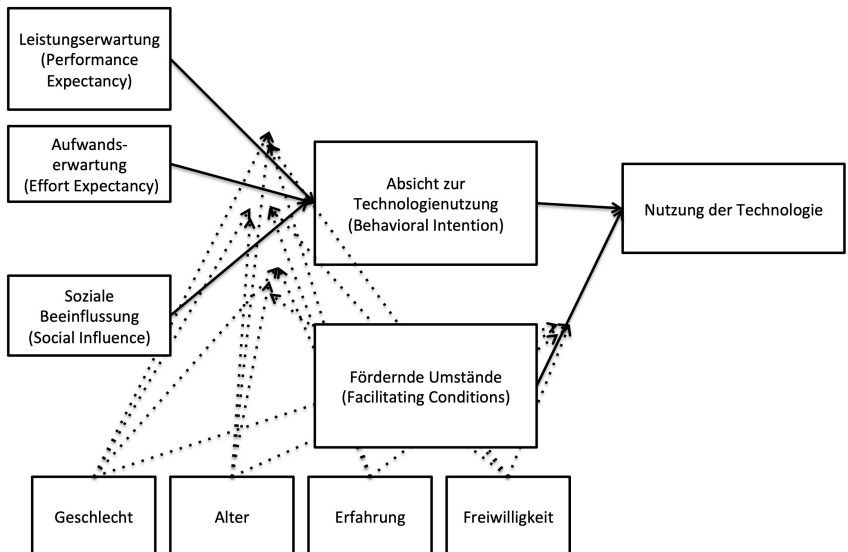 Leistungserwartung
(Performance
Expectancy)
Aufwands-
erwartung
(Effort Expectancy)
Soziale
Beeinflussung
(Social Influence)
Absicht zur
Technologienutzung
(Behavioral Intention)
Nutzung der Technologie
Fördernde Umstände
(Facilitating Conditions)
Geschlecht
Alter
Erfahrung
Freiwilligkeit